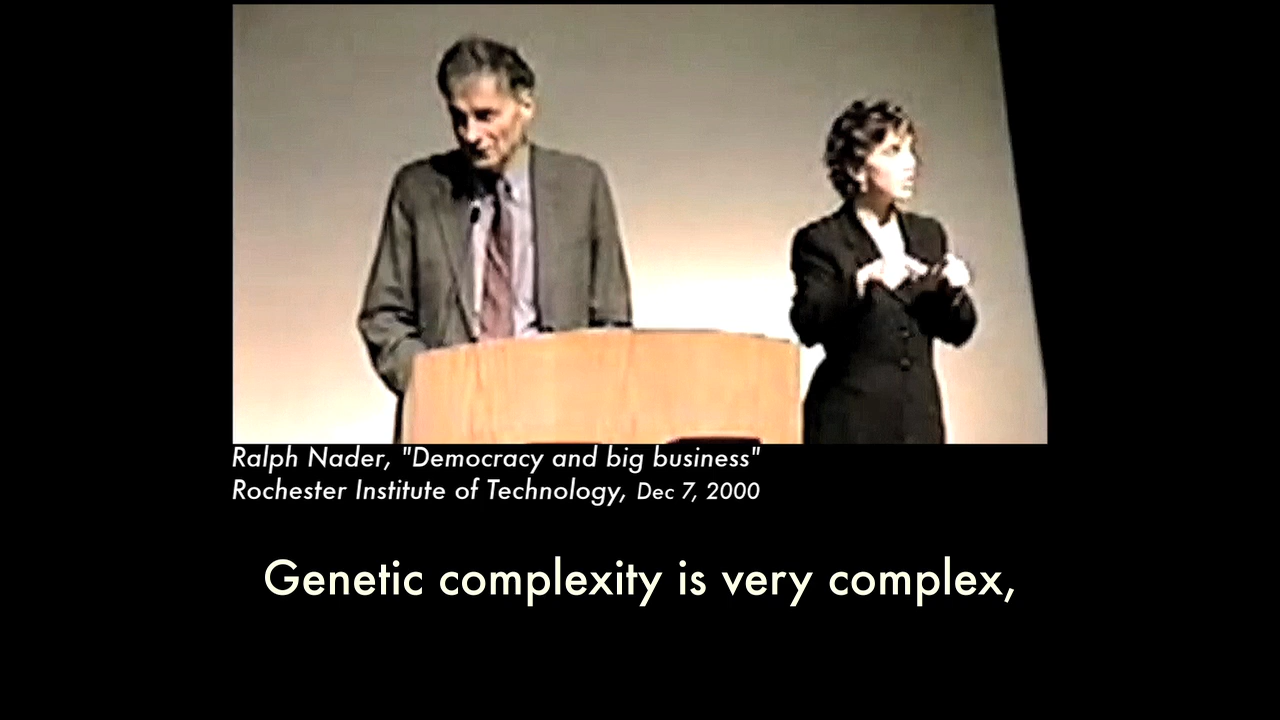 Ralph Nader, "Democracy and big business"
Rochester Institute of Technology, Dec 7, 2000
Genetic complexity is very complex,